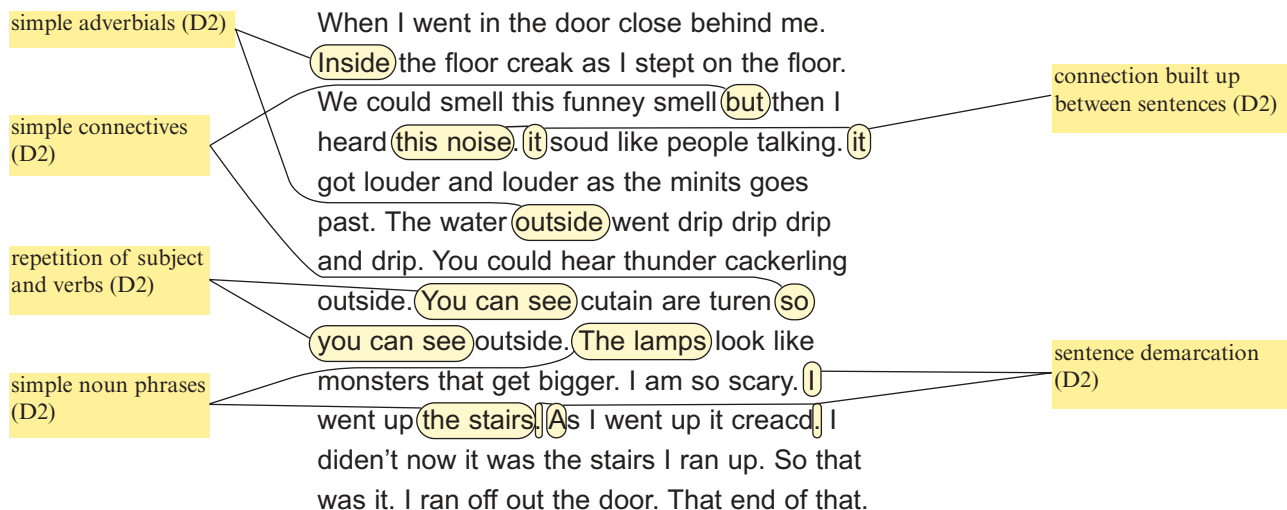 simple adverbials (D2)
simple connectives
(D2)
repetition of subject
and verbs (D2)
simple noun phrases
(D2)
When I went in the door close behind me.
Inside the floor creak as I stept on the floor.
We could smell this funney smell but then I
heard this noise. it soud like people talking. it
got louder and louder as the minits goes
past. The water outside went drip drip drip
and drip. You could hear thunder cackerling
outside. You can see cutain are turen so
you can see outside. The lamps look like
monsters that get bigger. I am so scary. I
went up the stairs. As I went up it creacd. I
diden't now it was the stairs I ran up. So that
was it. I ran off out the door. That end of that.
connection built up
between sentences (D2)
sentence demarcation
(D2)